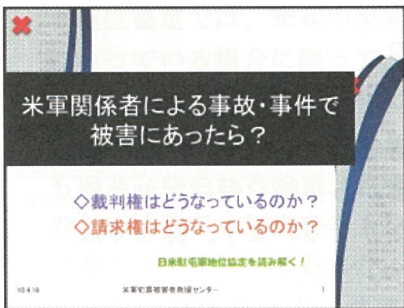 米軍関係者による事故・事件で
被害にあったら？
◇裁判権はどうなっているのか？
◇請求権はどうなっているのか？
日米駐屯軍地位協定を読み解く！
米軍犯罪被害者救援センター
1